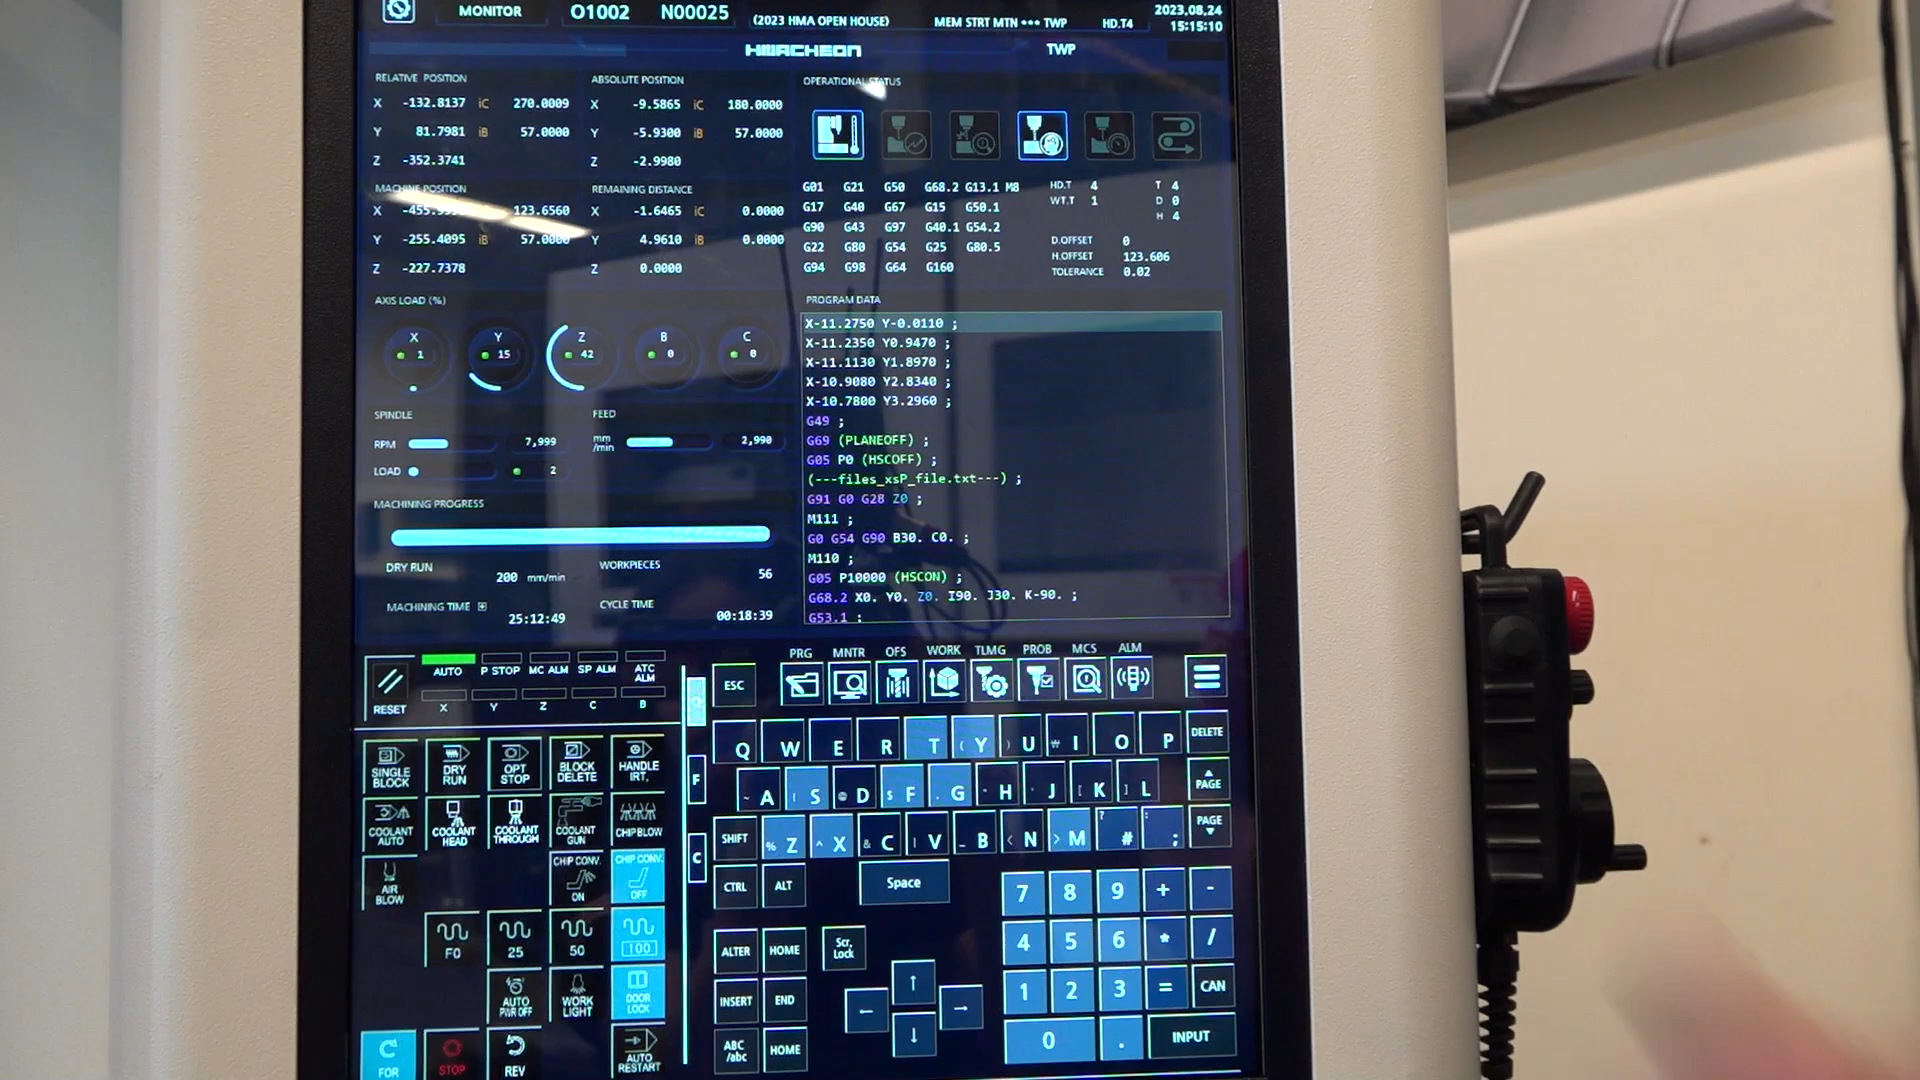 MONITOR O1002 N00025 (2023 HMA OPEN HOUSE) MEM STRT MTN *** TWP HD.T4 2023,08,24
15:15:10
HWACHEON TWP
RELATIVE POSITION
X -132.8137 iC 270.0009
Y 81.7981 iB 57.0000
Z -352.3741
ABSOLUTE POSITION
X -9.5865 iC 180.0000
Y -5.9300 iB 57.0000
Z -2.9980
MACHINE POSITION
X 123.6560
Y -255.4095 iB 57.0000
Z -227.7378
REMAINING DISTANCE
X -1.6465 iC 0.0000
Y 4.9610 iB 0.0000
Z 0.0000
OPERATIONAL STATUS
G01 G21 G50 G68.2 G13.1 M8
G17 G40 G67 G15 G50.1
G90 G43 G97 G40.1 G54.2
G22 G80 G54 G25 G80.5
G94 G98 G64 G160
HD.T 4 T 4
WT.T 1 D 0
H 4
D.OFFSET 0
H.OFFSET 123.606
TOLERANCE 0.02
AXIS LOAD (%)
X Y Z B C
1 15 42 0 0
SPINDLE
RPM 7,999
LOAD 2
FEED
mm/min 2,990
MACHINING PROGRESS
DRY RUN 200 mm/min
WORKPIECES 56
MACHINING TIME 25:12:49
CYCLE TIME 00:18:39
PROGRAM DATA
X-11.2750 Y-0.0110 ;
X-11.2350 Y0.9470 ;
X-11.1130 Y1.8970 ;
X-10.9080 Y2.8340 ;
X-10.7800 Y3.2960 ;
G49 ;
G69 (PLANEOFF) ;
G05 P0 (HSCOFF) ;
(---files_xsP_file.txt---) ;
G91 G0 G28 Z0 ;
M111 ;
G0 G54 G90 B30. C0. ;
M110 ;
G05 P10000 (HSCON) ;
G68.2 X0. Y0. Z0. I90. J30. K-90. ;
G53.1 ;
RESET
AUTO P STOP MC ALM SP ALM ATC ALM
X Y Z C B
SINGLE BLOCK
DRY RUN
OPT STOP
BLOCK DELETE
HANDLE IRT,
COOLANT AUTO
COOLANT HEAD
COOLANT THROUGH
COOLANT GUN
CHIP BLOW
AIR BLOW
CHIP CONV. ON
CHIP CONV. OFF
F0 25 50 100
AUTO PWR OFF
WORK LIGHT
DOOR LOCK
FOR STOP REV
AUTO RESTART
F
C
PRG MNTR OFS WORK TLMG PROB MCS ALM
ESC
Q W E R T ( Y ) U ₩ I O P DELETE
~ A ! S @ D $ F . G " H ' J [ K ] L PAGE
SHIFT % Z ^ X & C | V _ B < N > M ? # : ; PAGE
CTRL ALT Space
7 8 9 + -
ALTER HOME Scr, Lock 4 5 6 * /
INSERT END ← ↑ ↓ → 1 2 3 = CAN
ABC /abc HOME 0 . INPUT